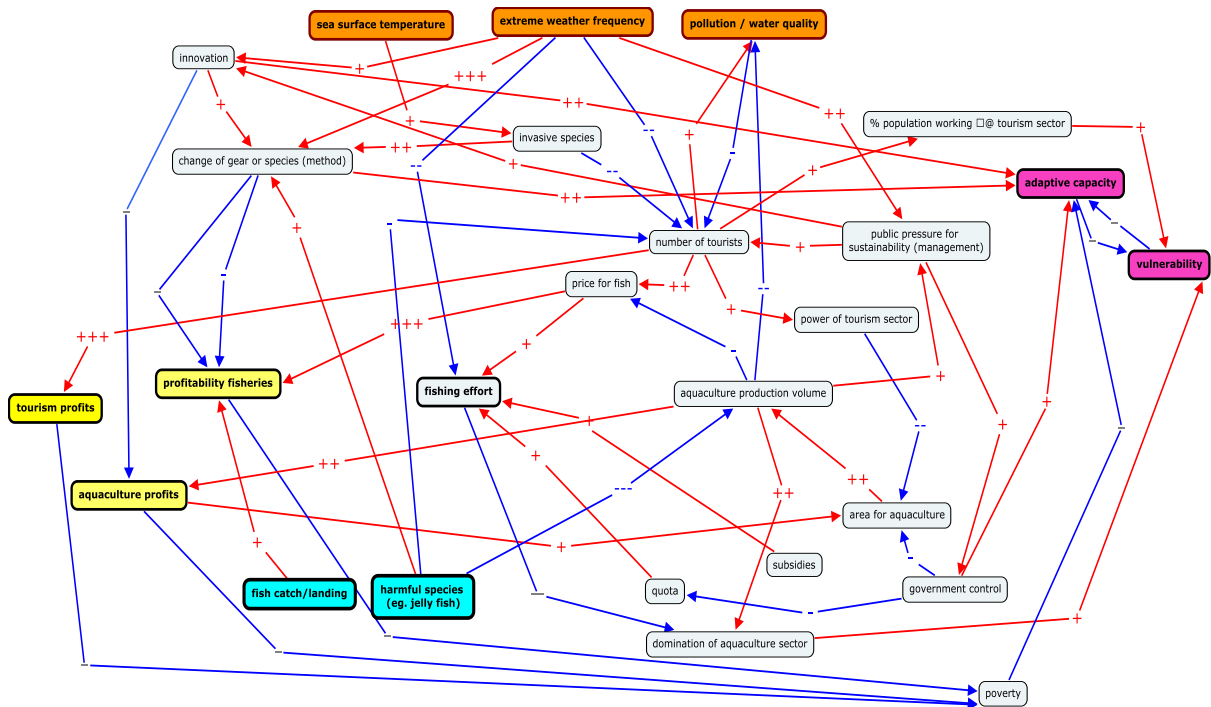 sea surface temperature
extreme weather frequency
pollution / water quality
innovation
+
+++
++
++
+
+
invasive species
--
+
% population working □@ tourism sector
+
change of gear or species (method)
++
--
--
+
-
+
adaptive capacity
++
–
-
+
number of tourists
+
public pressure for
sustainability (management)
–
–
vulnerability
–
-
price for fish
++
--
+
power of tourism sector
+++
+++
+
-
profitability fisheries
fishing effort
aquaculture production volume
+
tourism profits
+
+
--
+
–
++
+
++
aquaculture profits
---
++
area for aquaculture
+
+
-
subsidies
fish catch/landing
harmful species
(eg. jelly fish)
—
quota
government control
-
+
–
domination of aquaculture sector
–
–
poverty